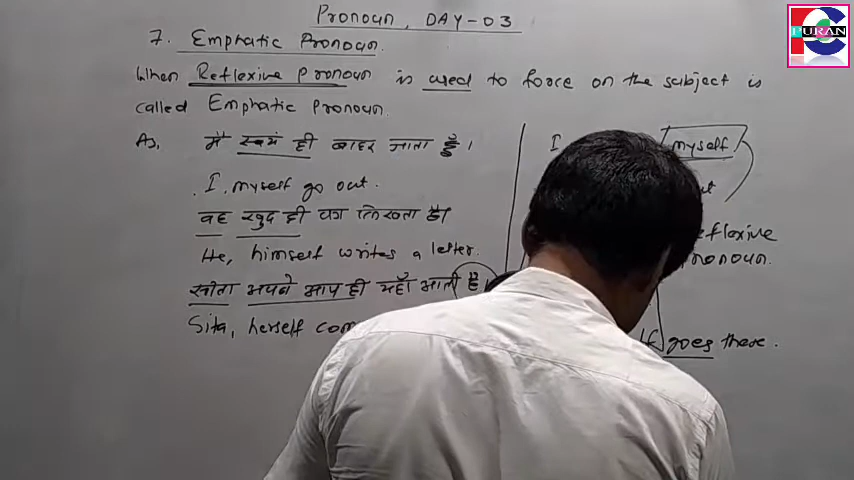 Pronoun, DAY-03
7. Emphatic Pronoun.
When Reflexive Pronoun is used to force on the subject is
called Emphatic Pronoun.
As, मैं स्वयं ही बाहर जाता हूँ।
I, myself go out.
वह खुद ही पत्र लिखता है।
He, himself writes a letter.
सीता अपने आप ही यहाँ आती है
Sita, herself
I myself
Pronoun.
goes there.
PURAN